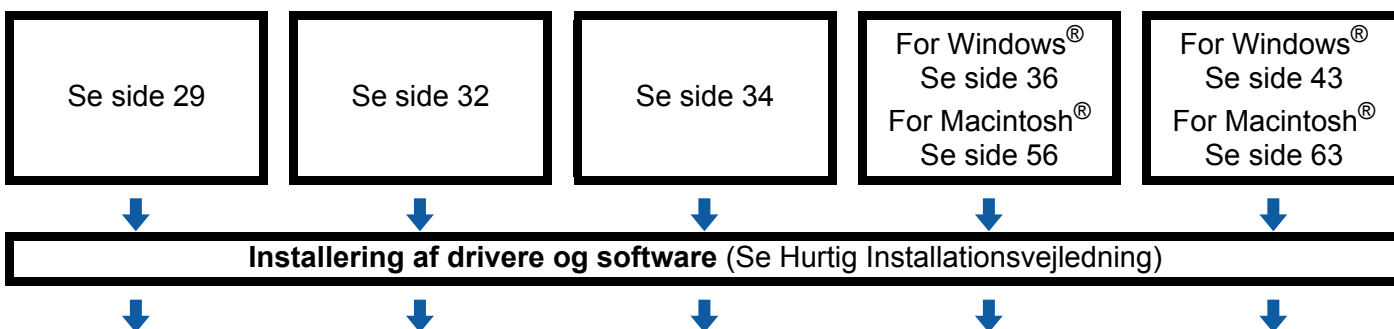 Se side 29
Se side 32
Se side 34
For Windows®
Se side 36
For Macintosh®
Se side 56
For Windows®
Se side 43
For Macintosh®
Se side 63
Installering af drivere og software (Se Hurtig Installationsvejledning)